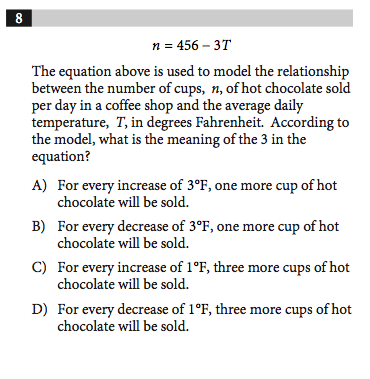 8
n = 456 – 3T
The equation above is used to model the relationship
between the number of cups, n, of hot chocolate sold
per day in a coffee shop and the average daily
temperature, T, in degrees Fahrenheit. According to
the model, what is the meaning of the 3 in the
equation?
A) For every increase of 3°F, one more cup of hot
chocolate will be sold.
B) For every decrease of 3°F, one more cup of hot
chocolate will be sold.
C) For every increase of 1°F, three more cups of hot
chocolate will be sold.
D) For every decrease of 1°F, three more cups of hot
chocolate will be sold.